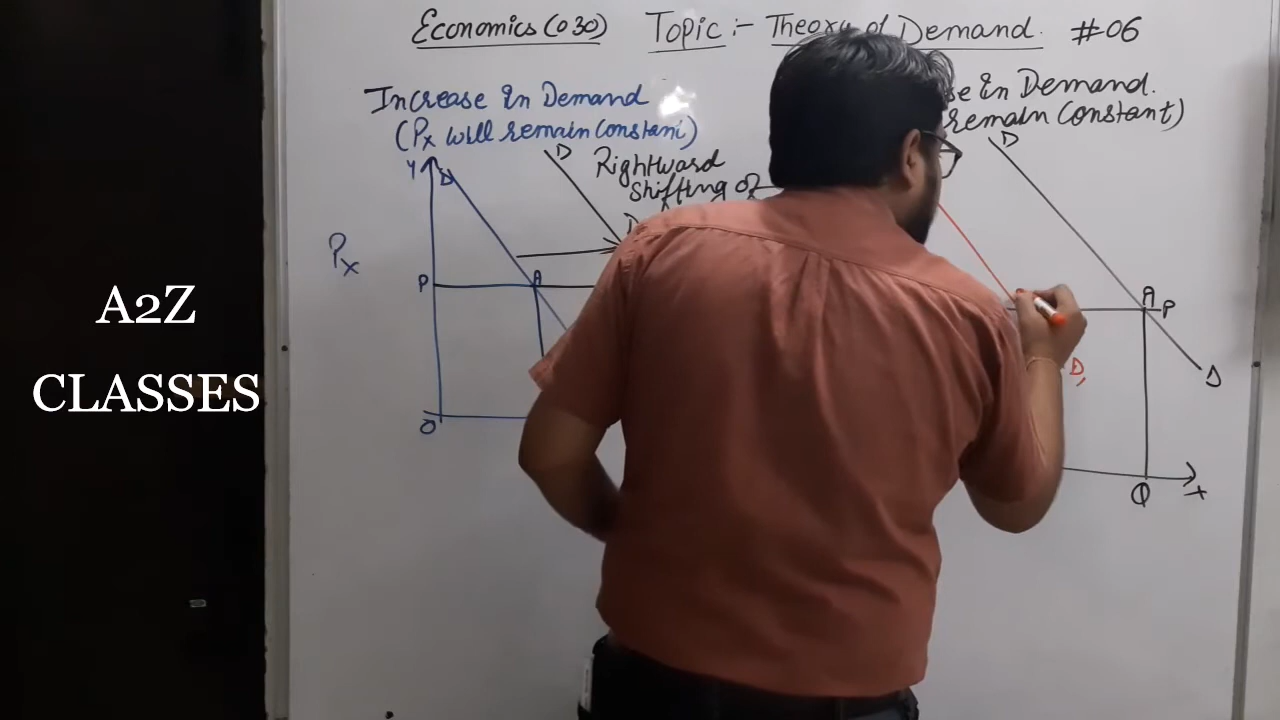 Economics (030) Topic :- Theory of Demand. #06
Increase in Demand
(Px will remain Constant)
Rightward
Shifting of
se in Demand.
remain Constant)
Y
D
D
D
Px
P
A
O
D
A
P
D
D1
Q
X
A2Z
CLASSES